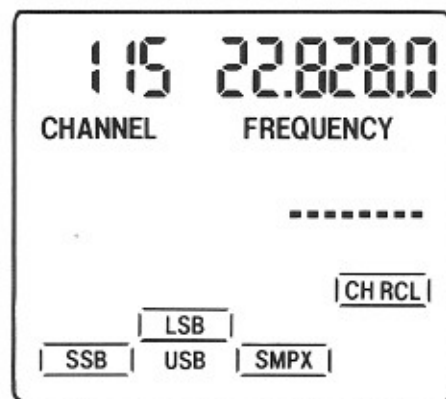 115 22.828.0
CHANNEL FREQUENCY
--------
CH RCL
LSB
SSB USB SMPX